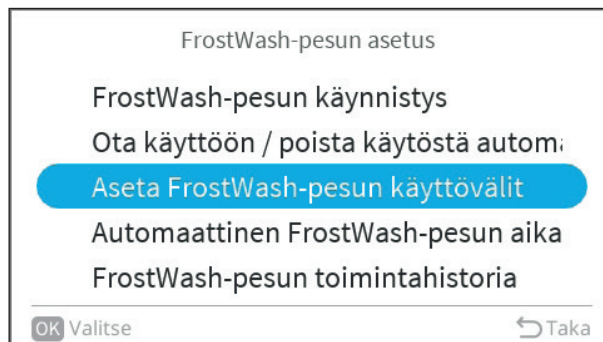 FrostWash-pesun asetus
FrostWash-pesun käynnistys
Ota käyttöön / poista käytöstä autom
Aseta FrostWash-pesun käyttövälit
Automaattinen FrostWash-pesun aika
FrostWash-pesun toimintahistoria
OK Valitse Taka